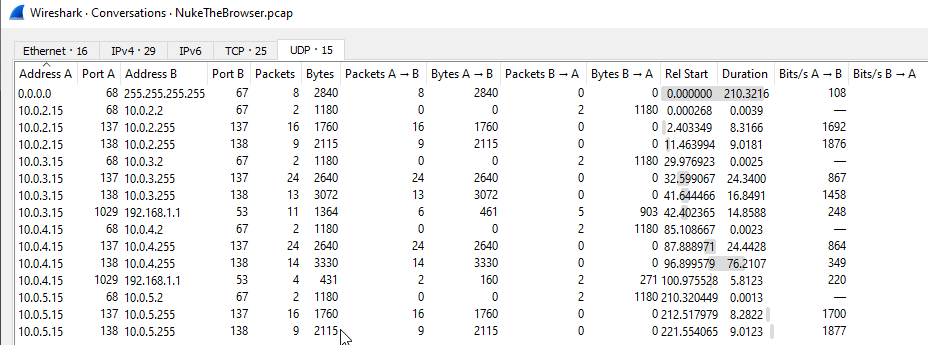 Wireshark · Conversations · NukeTheBrowser.pcap
Ethernet · 16 IPv4 · 29 IPv6 TCP · 25 UDP · 15
Address A Port A Address B Port B Packets Bytes Packets A → B Bytes A → B Packets B → A Bytes B → A Rel Start Duration Bits/s A → B Bits/s B → A
0.0.0.0 68 255.255.255.255 67 8 2840 8 2840 0 0 0.000000 210.3216 108
10.0.2.15 68 10.0.2.2 67 2 1180 0 0 2 1180 0.000268 0.0039 —
10.0.2.15 137 10.0.2.255 137 16 1760 16 1760 0 0 2.403349 8.3166 1692
10.0.2.15 138 10.0.2.255 138 9 2115 9 2115 0 0 11.463994 9.0181 1876
10.0.3.15 68 10.0.3.2 67 2 1180 0 0 2 1180 29.976923 0.0025 —
10.0.3.15 137 10.0.3.255 137 24 2640 24 2640 0 0 32.599067 24.3400 867
10.0.3.15 138 10.0.3.255 138 13 3072 13 3072 0 0 41.644466 16.8491 1458
10.0.3.15 1029 192.168.1.1 53 11 1364 6 461 5 903 42.402365 14.8588 248
10.0.4.15 68 10.0.4.2 67 2 1180 0 0 2 1180 85.108667 0.0023 —
10.0.4.15 137 10.0.4.255 137 24 2640 24 2640 0 0 87.888971 24.4428 864
10.0.4.15 138 10.0.4.255 138 14 3330 14 3330 0 0 96.899579 76.2107 349
10.0.4.15 1029 192.168.1.1 53 4 431 2 160 2 271 100.975528 5.8123 220
10.0.5.15 68 10.0.5.2 67 2 1180 0 0 2 1180 210.320449 0.0013 —
10.0.5.15 137 10.0.5.255 137 16 1760 16 1760 0 0 212.517979 8.2822 1700
10.0.5.15 138 10.0.5.255 138 9 2115 9 2115 0 0 221.554065 9.0123 1877